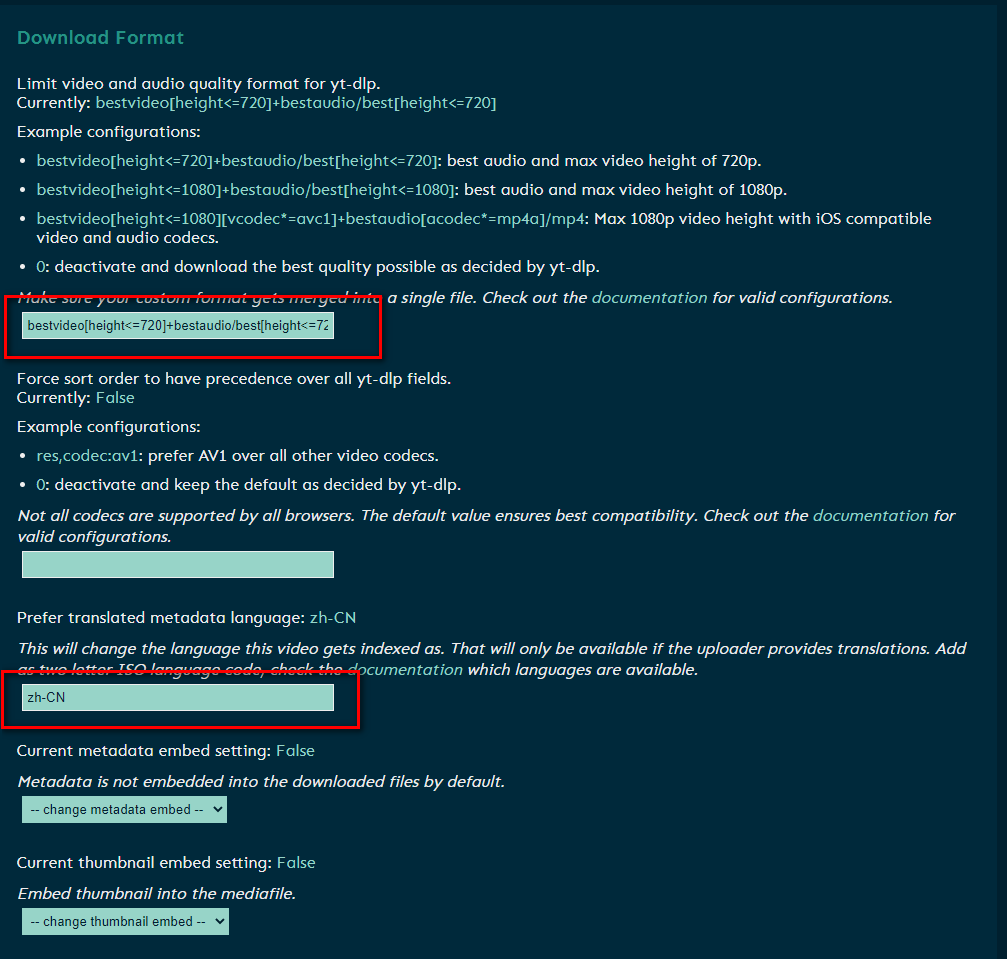 Download Format
Limit video and audio quality format for yt-dlp.
Currently: bestvideo[height<=720]+bestaudio/best[height<=720]
Example configurations:
• bestvideo[height<=720]+bestaudio/best[height<=720]: best audio and max video height of 720p.
• bestvideo[height<=1080]+bestaudio/best[height<=1080]: best audio and max video height of 1080p.
• bestvideo[height<=1080][vcodec*=avc1]+bestaudio[acodec*=mp4a]/mp4: Max 1080p video height with iOS compatible
video and audio codecs.
• 0: deactivate and download the best quality possible as decided by yt-dlp.
Make sure your custom format gets merged into a single file. Check out the documentation for valid configurations.
bestvideo[height<=720]+bestaudio/best[height<=72
Force sort order to have precedence over all yt-dlp fields.
Currently: False
Example configurations:
• res,codec:av1: prefer AV1 over all other video codecs.
• 0: deactivate and keep the default as decided by yt-dlp.
Not all codecs are supported by all browsers. The default value ensures best compatibility. Check out the documentation for
valid configurations.
Prefer translated metadata language: zh-CN
This will change the language this video gets indexed as. That will only be available if the uploader provides translations. Add
as two letter ISO language code, check the documentation which languages are available.
zh-CN
Current metadata embed setting: False
Metadata is not embedded into the downloaded files by default.
-- change metadata embed --
Current thumbnail embed setting: False
Embed thumbnail into the mediafile.
-- change thumbnail embed --